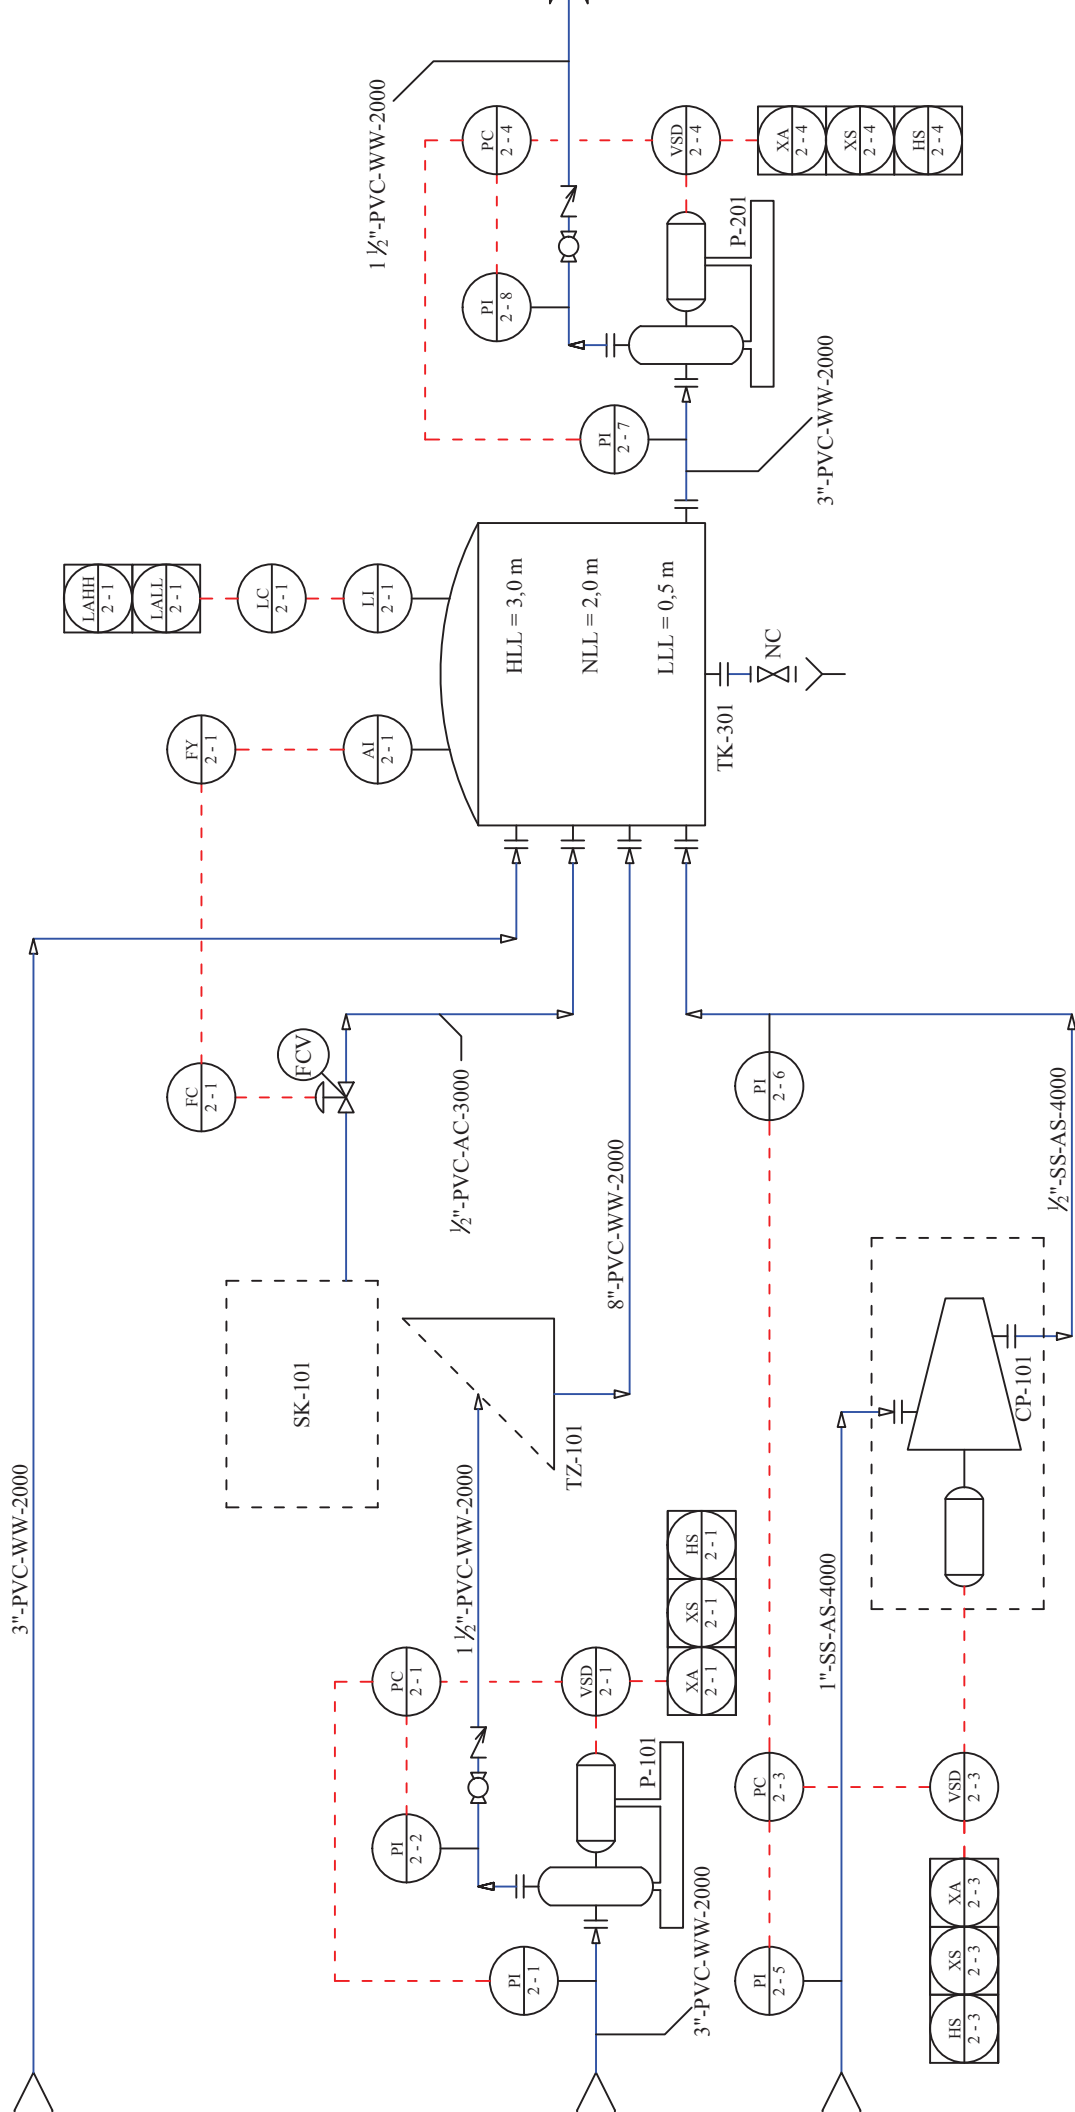 3"-PVC-WW-2000
SK-101
FC
2 - 1
FCV
FY
2 - 1
AI
2 - 1
LAHH
2 - 1
LALL
2 - 1
LC
2 - 1
LI
2 - 1
½"-PVC-AC-3000
TZ-101
8"-PVC-WW-2000
1 ½"-PVC-WW-2000
PC
2 - 1
PI
2 - 2
PI
2 - 1
VSD
2 - 1
XA
2 - 1
XS
2 - 1
HS
2 - 1
P-101
3"-PVC-WW-2000
HLL = 3,0 m
NLL = 2,0 m
LLL = 0,5 m
TK-301
NC
PI
2 - 7
3"-PVC-WW-2000
PI
2 - 8
PC
2 - 4
1 ½"-PVC-WW-2000
VSD
2 - 4
XA
2 - 4
XS
2 - 4
HS
2 - 4
P-201
PI
2 - 5
PC
2 - 3
PI
2 - 6
1"-SS-AS-4000
HS
2 - 3
XS
2 - 3
XA
2 - 3
VSD
2 - 3
CP-101
½"-SS-AS-4000